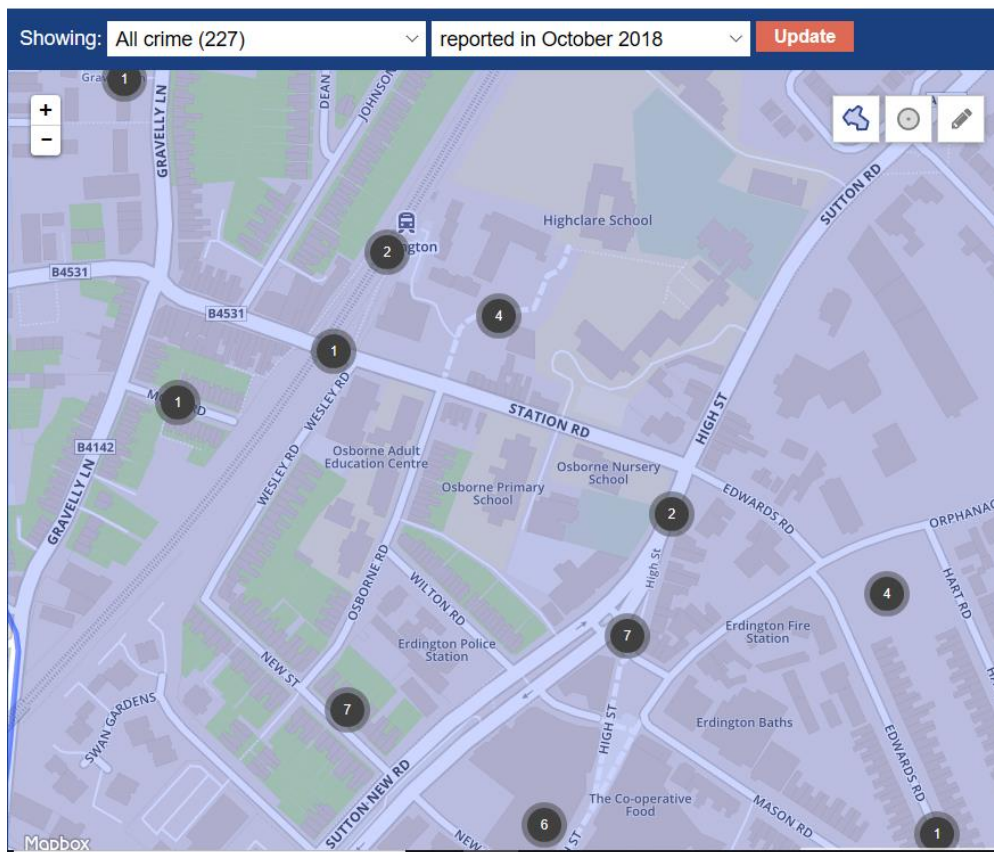 Showing: All crime (227) reported in October 2018 Update
1
+
−
GRAVELLY LN
JOHNSON
DEAN
SUTTON RD
Highclare School
2
B4531
B4531
4
1
1
WESLEY RD
HIGH ST
STATION RD
B4142
Osborne Adult
Education Centre
WESLEY RD
Osborne Primary
School
Osborne Nursery
School
GRAVELLY LN
2
EDWARDS RD
High St
OSBORNE RD
WILTON RD
HART RD
4
7
Erdington Fire
Station
Erdington Police
Station
NEW ST
7
SWAN GARDENS
HIGH ST
Erdington Baths
SUTTON NEW RD
EDWARDS RD
The Co-operative
Food
MASON RD
6
1
Mapbox